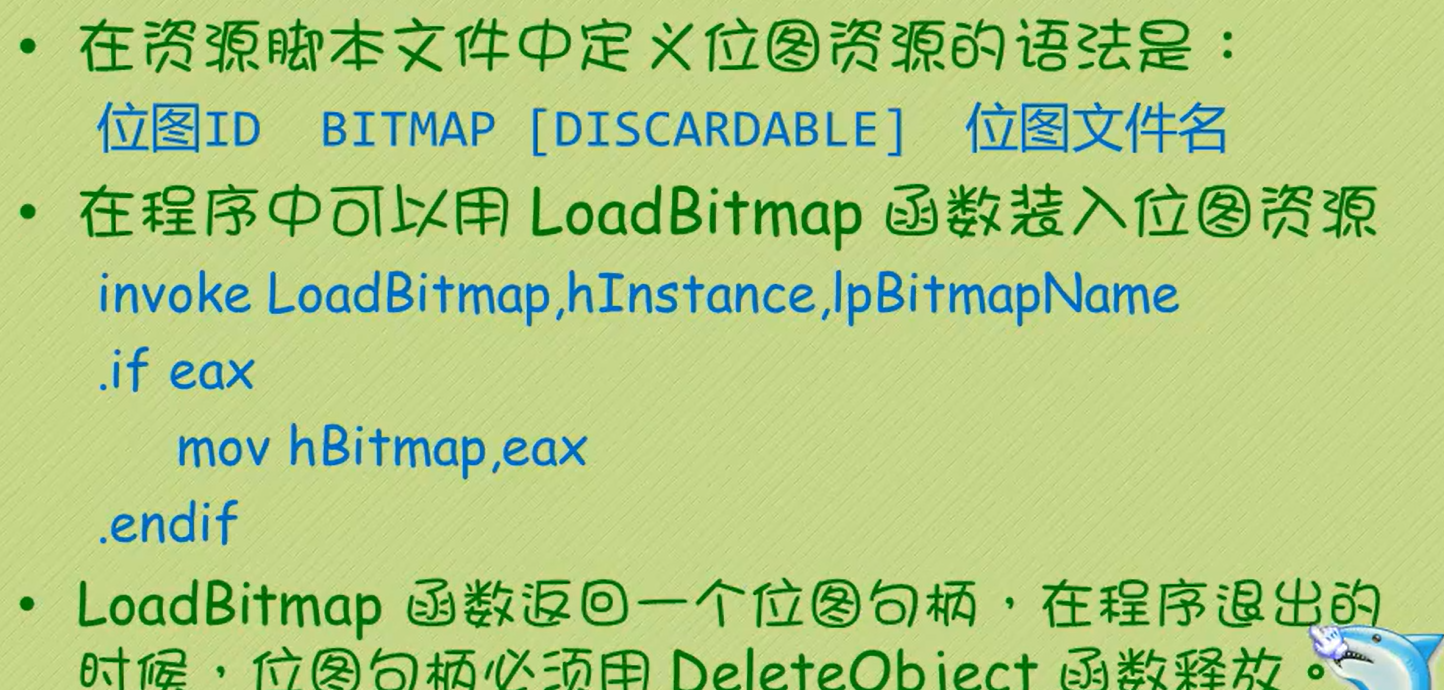 • 在资源脚本文件中定义位图资源的语法是：
位图ID  BITMAP [DISCARDABLE]  位图文件名
• 在程序中可以用 LoadBitmap 函数装入位图资源
invoke LoadBitmap,hInstance,lpBitmapName
.if eax
mov hBitmap,eax
.endif
• LoadBitmap 函数返回一个位图句柄，在程序退出的
时候，位图句柄必须用 DeleteObject 函数释放。